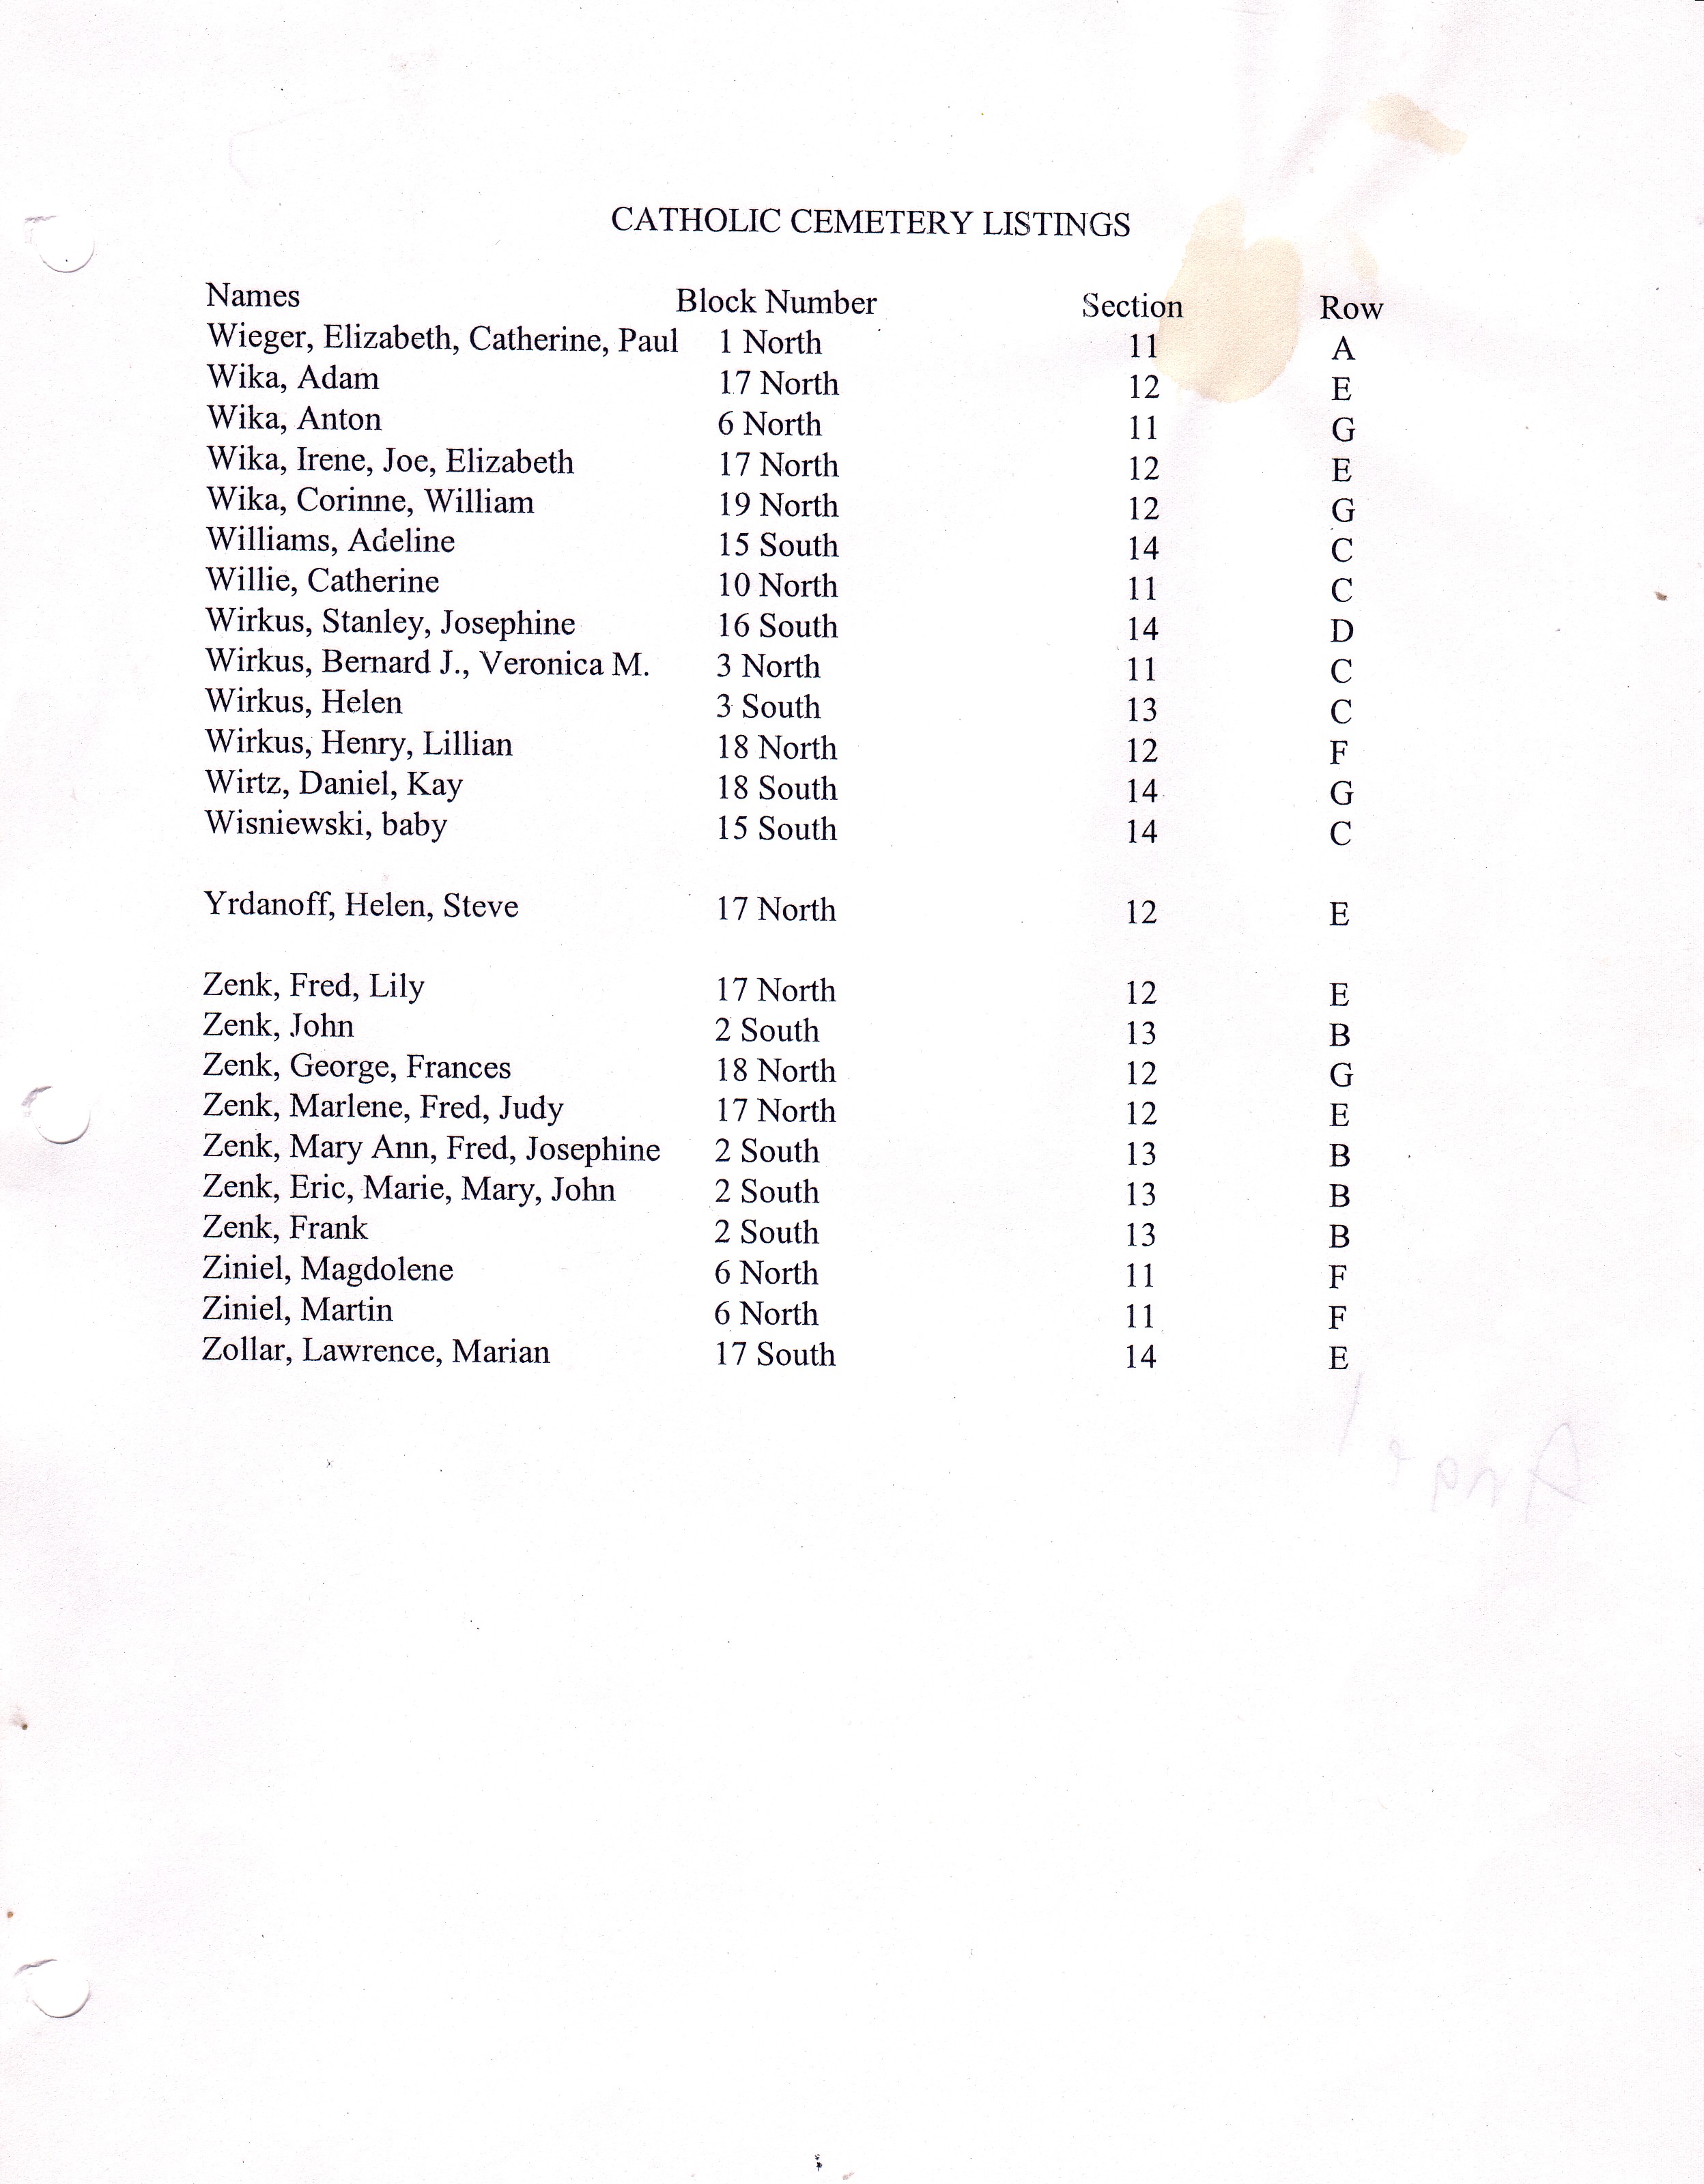 CATHOLIC CEMETERY LISTINGS
Names Block Number Section Row
Wieger, Elizabeth, Catherine, Paul 1 North 11 A
Wika, Adam 17 North 12 E
Wika, Anton 6 North 11 G
Wika, Irene, Joe, Elizabeth 17 North 12 E
Wika, Corinne, William 19 North 12 G
Williams, Adeline 15 South 14 C
Willie, Catherine 10 North 11 C
Wirkus, Stanley, Josephine 16 South 14 D
Wirkus, Bernard J., Veronica M. 3 North 11 C
Wirkus, Helen 3 South 13 C
Wirkus, Henry, Lillian 18 North 12 F
Wirtz, Daniel, Kay 18 South 14 G
Wisniewski, baby 15 South 14 C
Yrdanoff, Helen, Steve 17 North 12 E
Zenk, Fred, Lily 17 North 12 E
Zenk, John 2 South 13 B
Zenk, George, Frances 18 North 12 G
Zenk, Marlene, Fred, Judy 17 North 12 E
Zenk, Mary Ann, Fred, Josephine 2 South 13 B
Zenk, Eric, Marie, Mary, John 2 South 13 B
Zenk, Frank 2 South 13 B
Ziniel, Magdolene 6 North 11 F
Ziniel, Martin 6 North 11 F
Zollar, Lawrence, Marian 17 South 14 E